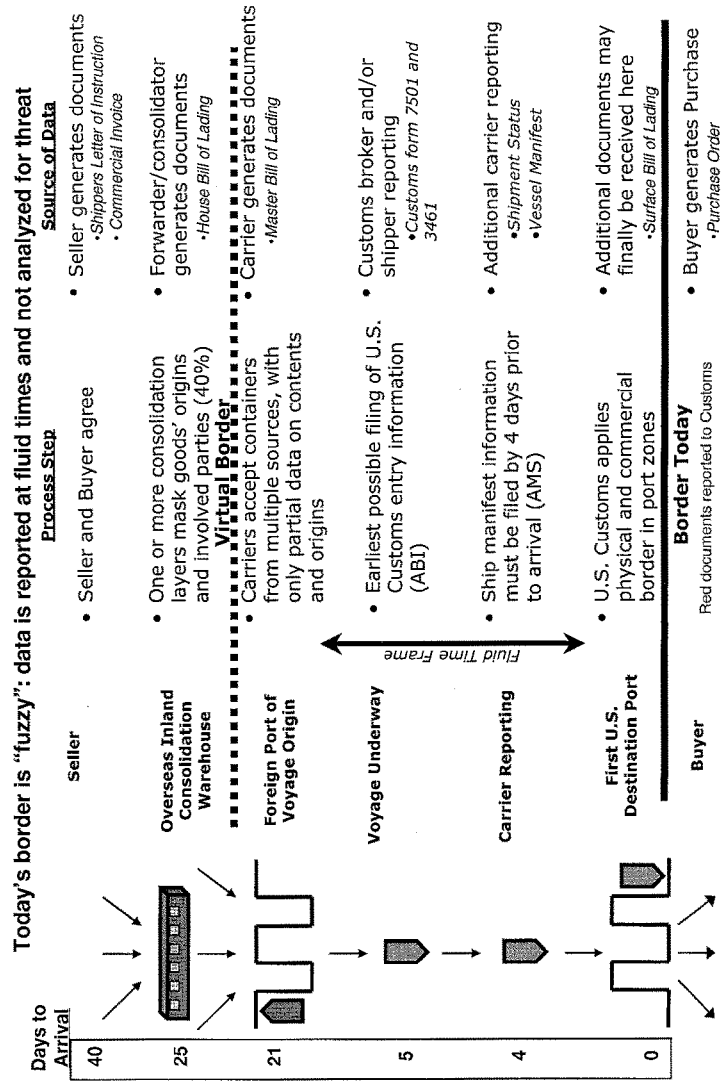 Today's border is "fuzzy": data is reported at fluid times and not analyzed for threat
Days to
Arrival
Process Step
Source of Data
40
Seller
• Seller and Buyer agree
• Seller generates documents
•Shippers Letter of Instruction
• Commercial Invoice
25
Overseas Inland
Consolidation
Warehouse
• One or more consolidation
layers mask goods' origins
and involved parties (40%)
• Forwarder/consolidator
generates documents
•House Bill of Lading
Virtual Border
21
Foreign Port of
Voyage Origin
• Carriers accept containers
from multiple sources, with
only partial data on contents
and origins
• Carrier generates documents
•Master Bill of Lading
Fluid Time Frame
5
Voyage Underway
• Earliest possible filing of U.S.
Customs entry information
(ABI)
• Customs broker and/or
shipper reporting
•Customs form 7501 and
3461
4
Carrier Reporting
• Ship manifest information
must be filed by 4 days prior
to arrival (AMS)
• Additional carrier reporting
•Shipment Status
•Vessel Manifest
0
First U.S.
Destination Port
• U.S. Customs applies
physical and commercial
border in port zones
• Additional documents may
finally be received here
•Surface Bill of Lading
Border Today
Buyer
Red documents reported to Customs
• Buyer generates Purchase
•Purchase Order